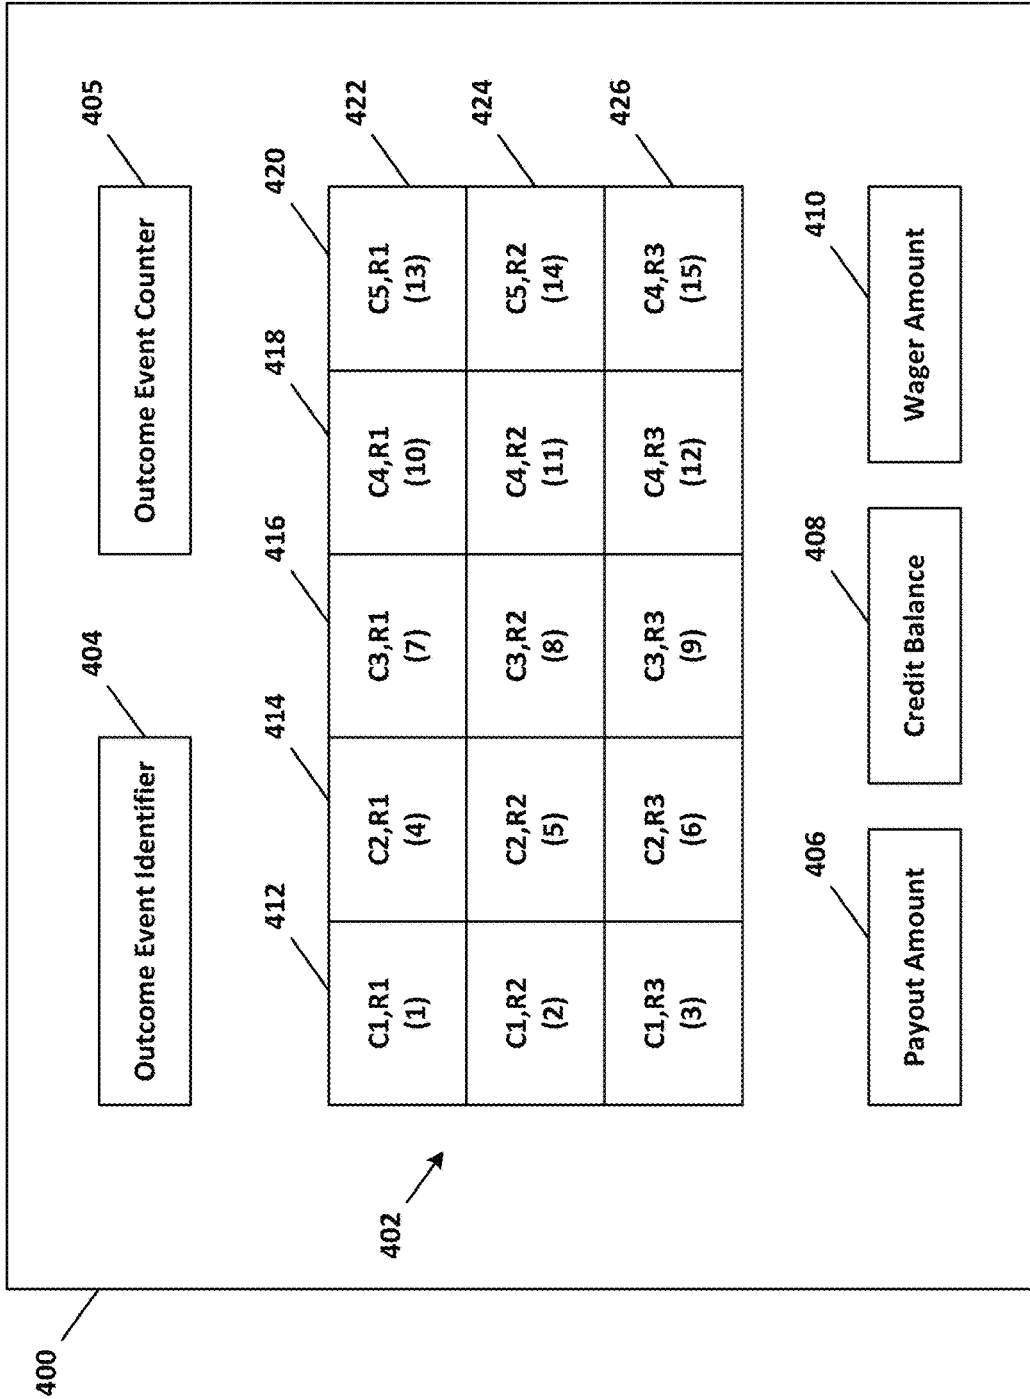 400
404
405
Outcome Event Identifier
Outcome Event Counter
402
412
414
416
418
420
C1,R1
(1)
C2,R1
(4)
C3,R1
(7)
C4,R1
(10)
C5,R1
(13)
422
C1,R2
(2)
C2,R2
(5)
C3,R2
(8)
C4,R2
(11)
C5,R2
(14)
424
C1,R3
(3)
C2,R3
(6)
C3,R3
(9)
C4,R3
(12)
C4,R3
(15)
426
406
408
410
Payout Amount
Credit Balance
Wager Amount